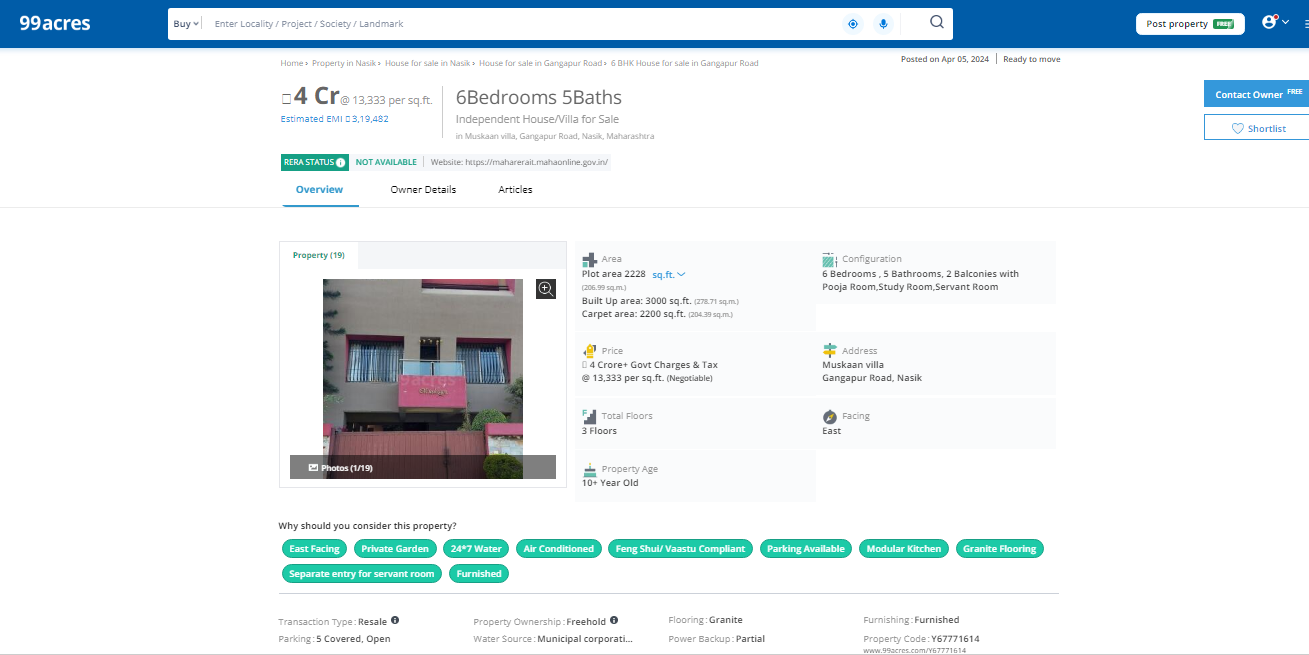 99acres
Buy
Enter Locality / Project / Society / Landmark
Post property FREE
Home › Property in Nasik › House for sale in Nasik › House for sale in Gangapur Road › 6 BHK House for sale in Gangapur Road
Posted on Apr 05, 2024 | Ready to move
4 Cr @ 13,333 per sq.ft.
Estimated EMI 3,19,482
6Bedrooms 5Baths
Independent House/Villa for Sale
in Muskaan villa, Gangapur Road, Nasik, Maharashtra
Contact Owner FREE
Shortlist
RERA STATUS NOT AVAILABLE | Website: https://maharerait.mahaonline.gov.in/
Overview
Owner Details
Articles
Property (19)
99acres
Photos (1/19)
Area
Plot area 2228 sq.ft.
(206.99 sq.m.)
Built Up area: 3000 sq.ft. (278.71 sq.m.)
Carpet area: 2200 sq.ft. (204.39 sq.m.)
Configuration
6 Bedrooms , 5 Bathrooms, 2 Balconies with
Pooja Room,Study Room,Servant Room
Price
4 Crore+ Govt Charges & Tax
@ 13,333 per sq.ft. (Negotiable)
Address
Muskaan villa
Gangapur Road, Nasik
Total Floors
3 Floors
Facing
East
Property Age
10+ Year Old
Why should you consider this property?
East Facing
Private Garden
24*7 Water
Air Conditioned
Feng Shui/ Vaastu Compliant
Parking Available
Modular Kitchen
Granite Flooring
Separate entry for servant room
Furnished
Transaction Type : Resale
Property Ownership : Freehold
Flooring : Granite
Furnishing : Furnished
Parking : 5 Covered, Open
Water Source : Municipal corporati...
Power Backup : Partial
Property Code : Y67771614
www.99acres.com/Y67771614